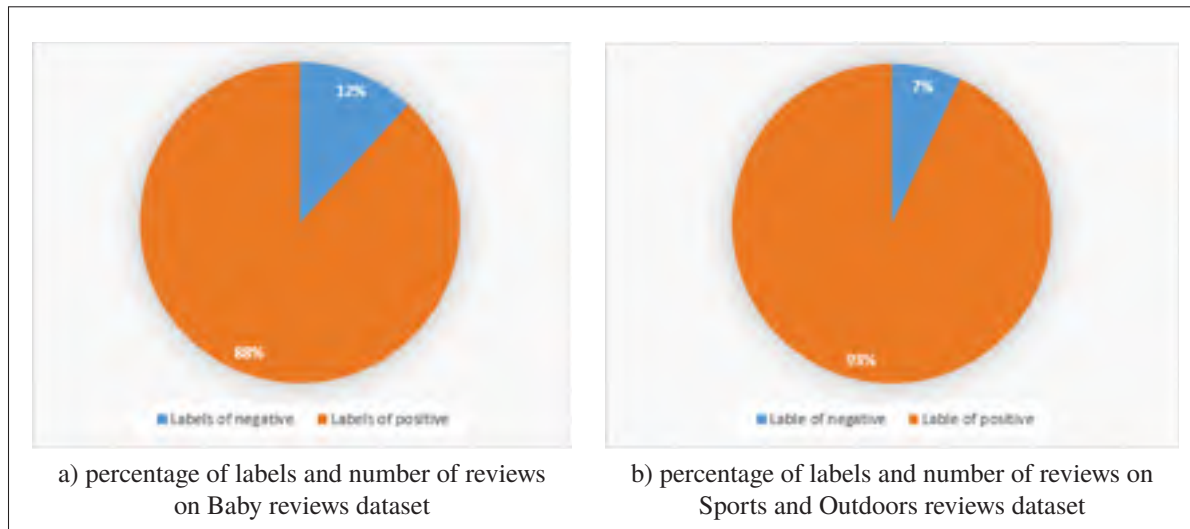 12%
88%
Labels of negative Labels of positive
a) percentage of labels and number of reviews
on Baby reviews dataset
7%
93%
Lable of negative Lable of positive
b) percentage of labels and number of reviews on
Sports and Outdoors reviews dataset